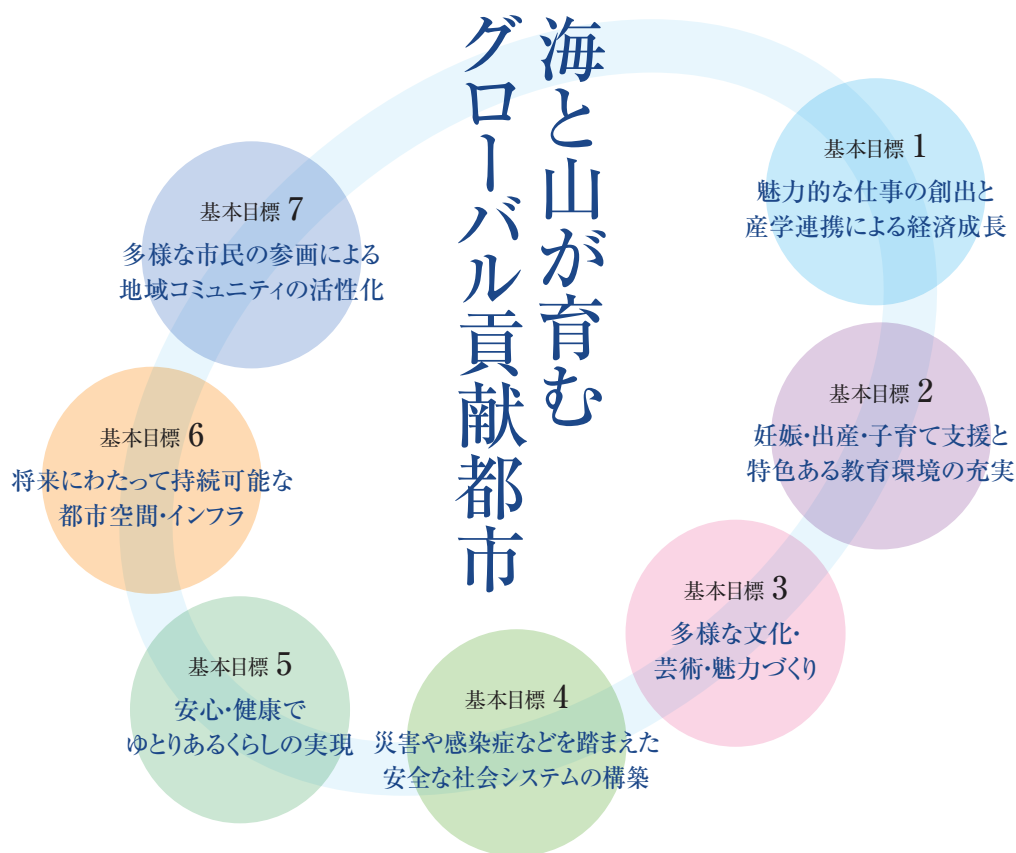 海と山が育む
グローバル貢献都市
基本目標 1
魅力的な仕事の創出と
産学連携による経済成長
基本目標 2
妊娠・出産・子育て支援と
特色ある教育環境の充実
基本目標 3
多様な文化・
芸術・魅力づくり
基本目標 4
災害や感染症などを踏まえた
安全な社会システムの構築
基本目標 5
安心・健康で
ゆとりあるくらしの実現
基本目標 6
将来にわたって持続可能な
都市空間・インフラ
基本目標 7
多様な市民の参画による
地域コミュニティの活性化